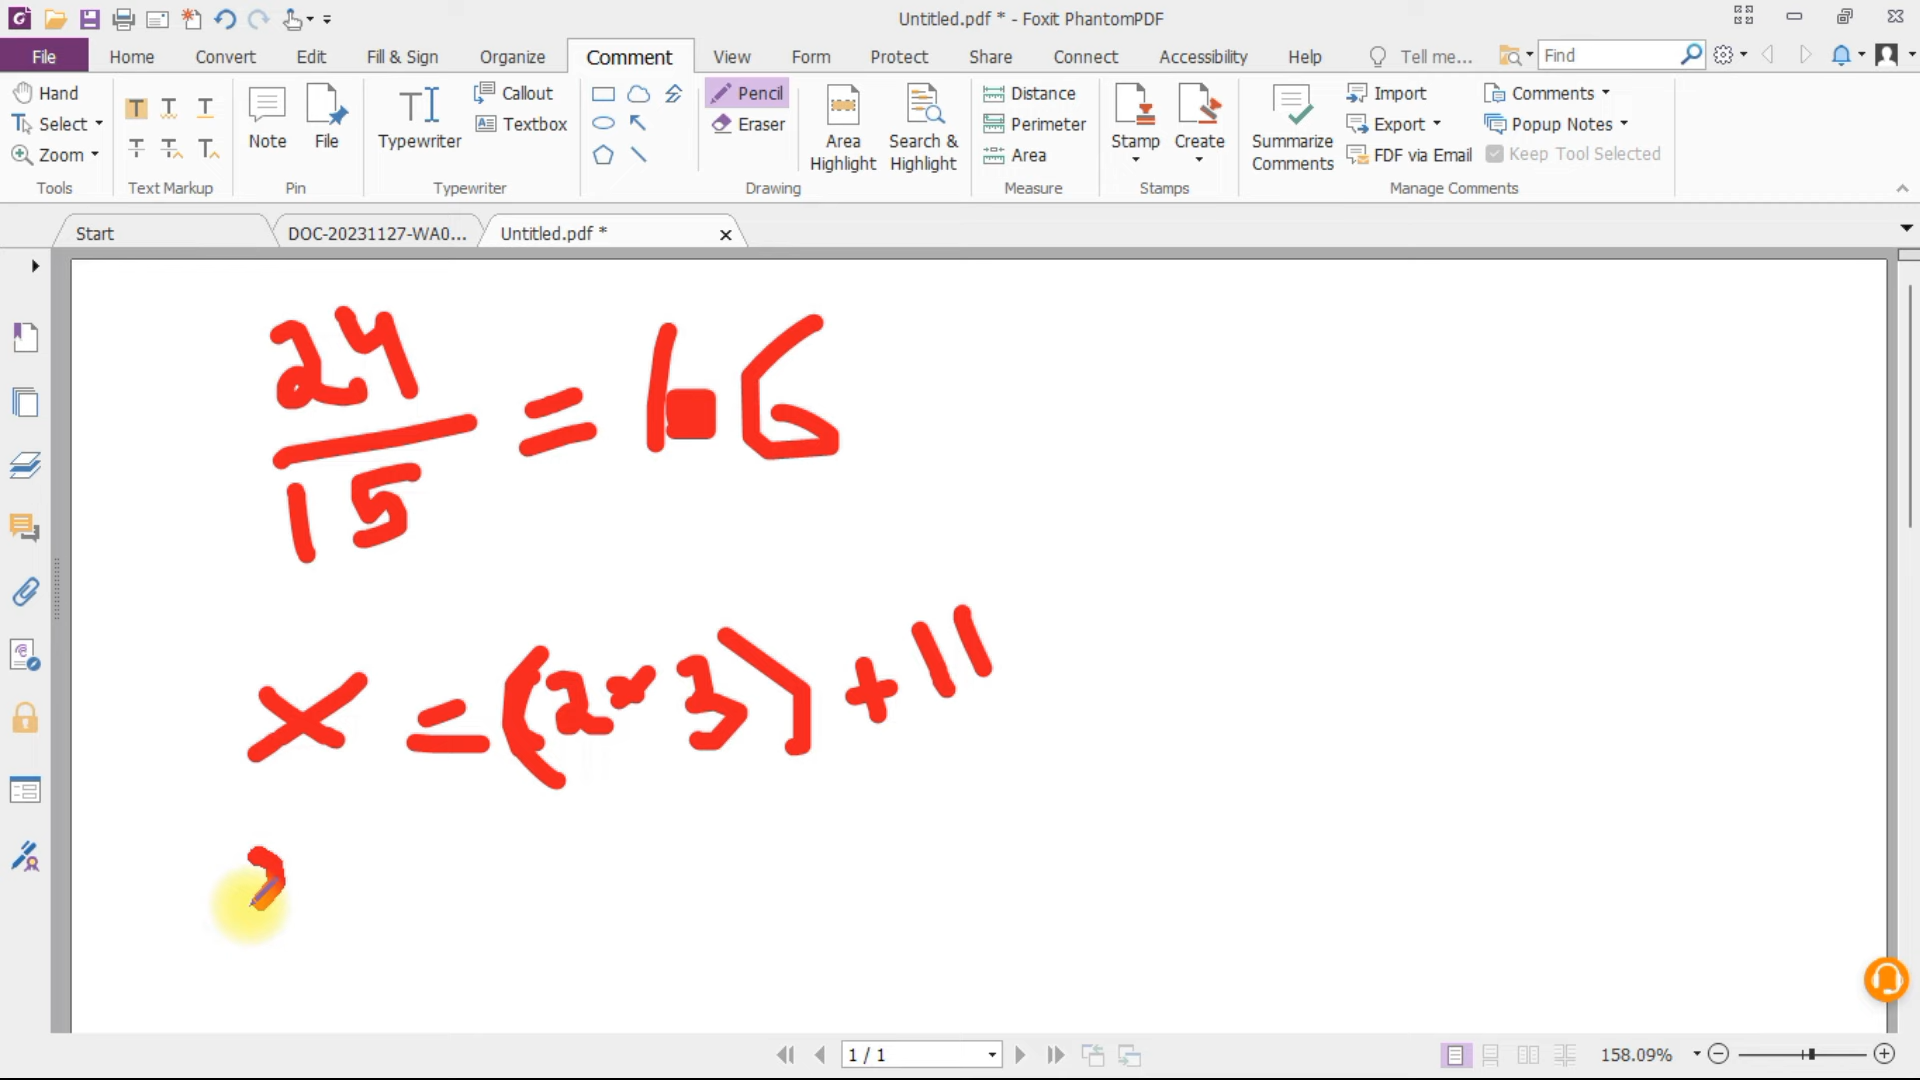 Untitled.pdf * - Foxit PhantomPDF
File Home Convert Edit Fill & Sign Organize Comment View Form Protect Share Connect Accessibility Help Tell me... Find
Hand
Select
Zoom
Tools
Text Markup
Note File
Pin
Typewriter
Callout
Textbox
Typewriter
Pencil
Eraser
Area Highlight
Search & Highlight
Drawing
Distance
Perimeter
Area
Measure
Stamp Create
Stamps
Summarize Comments
Import
Export
FDF via Email
Comments
Popup Notes
Keep Tool Selected
Manage Comments
Start DOC-20231127-WA0... Untitled.pdf *
24
15
= 1.6
x = (2*3) + 11
1 / 1 158.09%